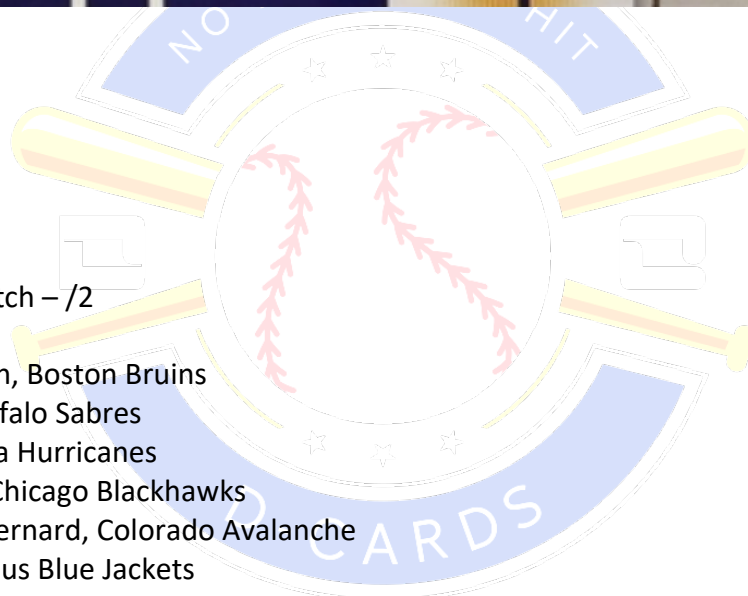 NO HIT
tch – /2
n, Boston Bruins
falo Sabres
a Hurricanes
Chicago Blackhawks
ernard, Colorado Avalanche
us Blue Jackets
D CARDS